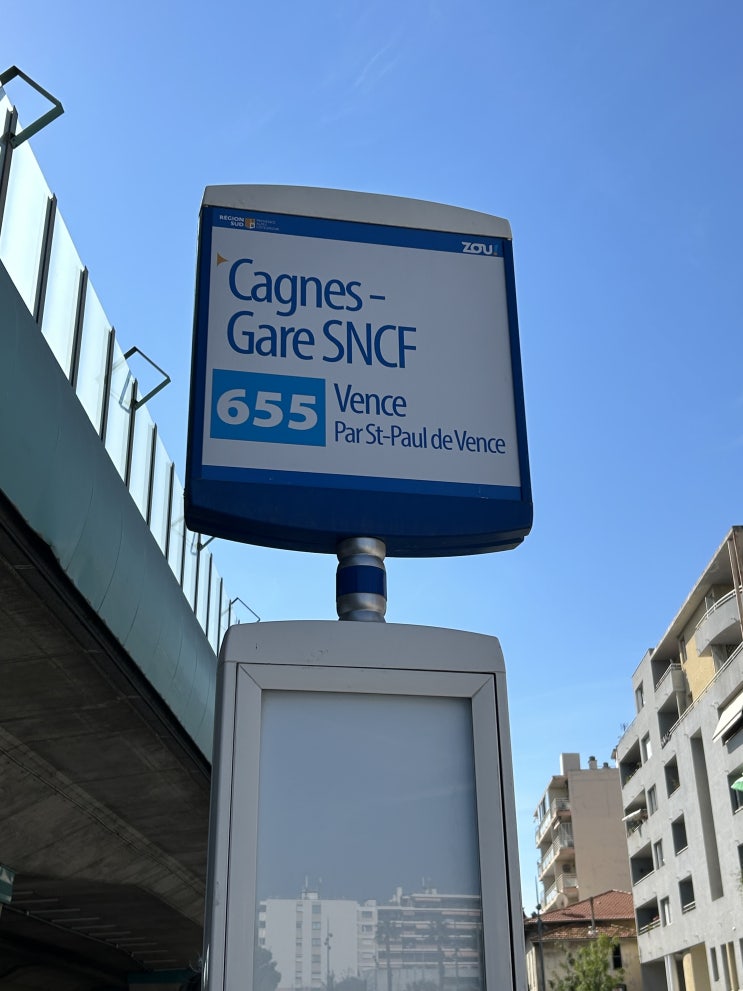 RÉGION
SUD
ZOU!
Cagnes -
Gare SNCF
655
Vence
Par St-Paul de Vence